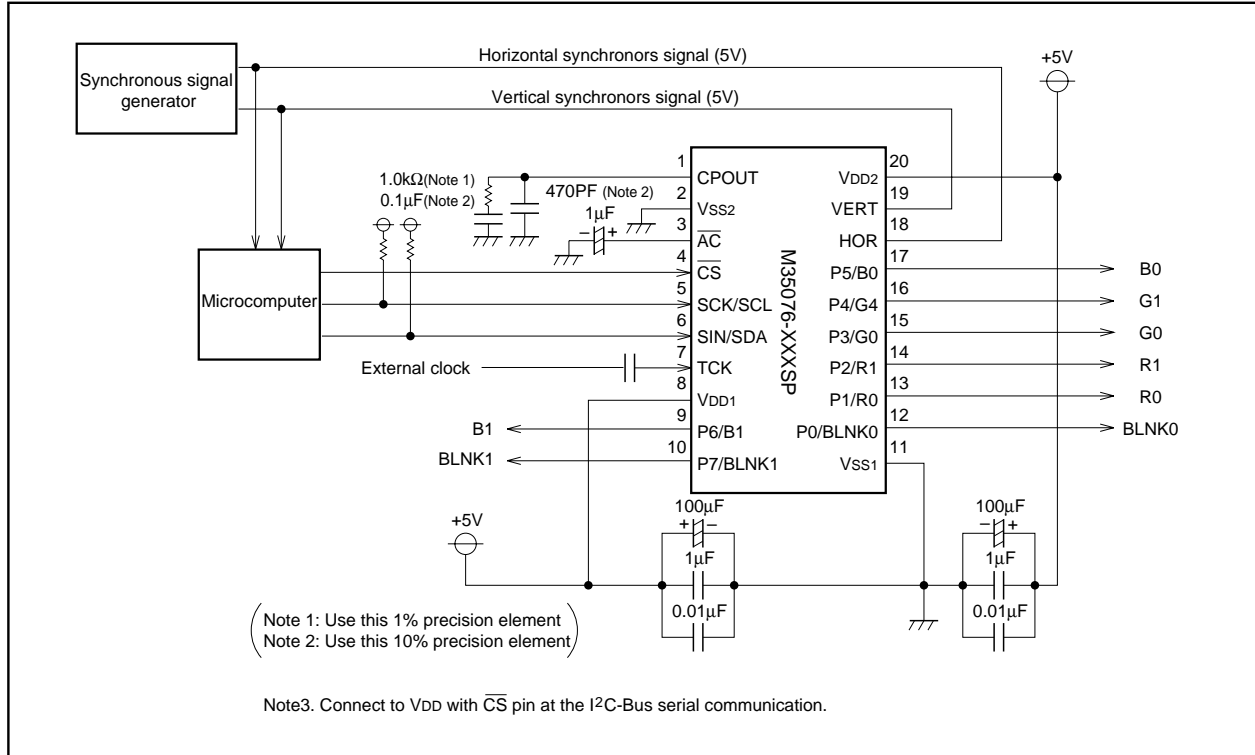 Horizontal synchronors signal (5V)
Synchronous signal
generator
Vertical synchronors signal (5V)
+5V
1.0kΩ(Note 1)
0.1µF(Note 2)
470PF (Note 2)
1µF
− +
Microcomputer
External clock
B1
BLNK1
1
CPOUT
2
VSS2
3
A̅C̅
4
C̅S̅
5
SCK/SCL
6
SIN/SDA
7
TCK
8
VDD1
9
P6/B1
10
P7/BLNK1
M35076-XXXSP
20
VDD2
19
VERT
18
HOR
17
P5/B0
16
P4/G4
15
P3/G0
14
P2/R1
13
P1/R0
12
P0/BLNK0
11
VSS1
B0
G1
G0
R1
R0
BLNK0
+5V
100µF
+ −
1µF
0.01µF
100µF
− +
1µF
0.01µF
Note 1: Use this 1% precision element
Note 2: Use this 10% precision element
Note3. Connect to VDD with C̅S̅ pin at the I²C-Bus serial communication.